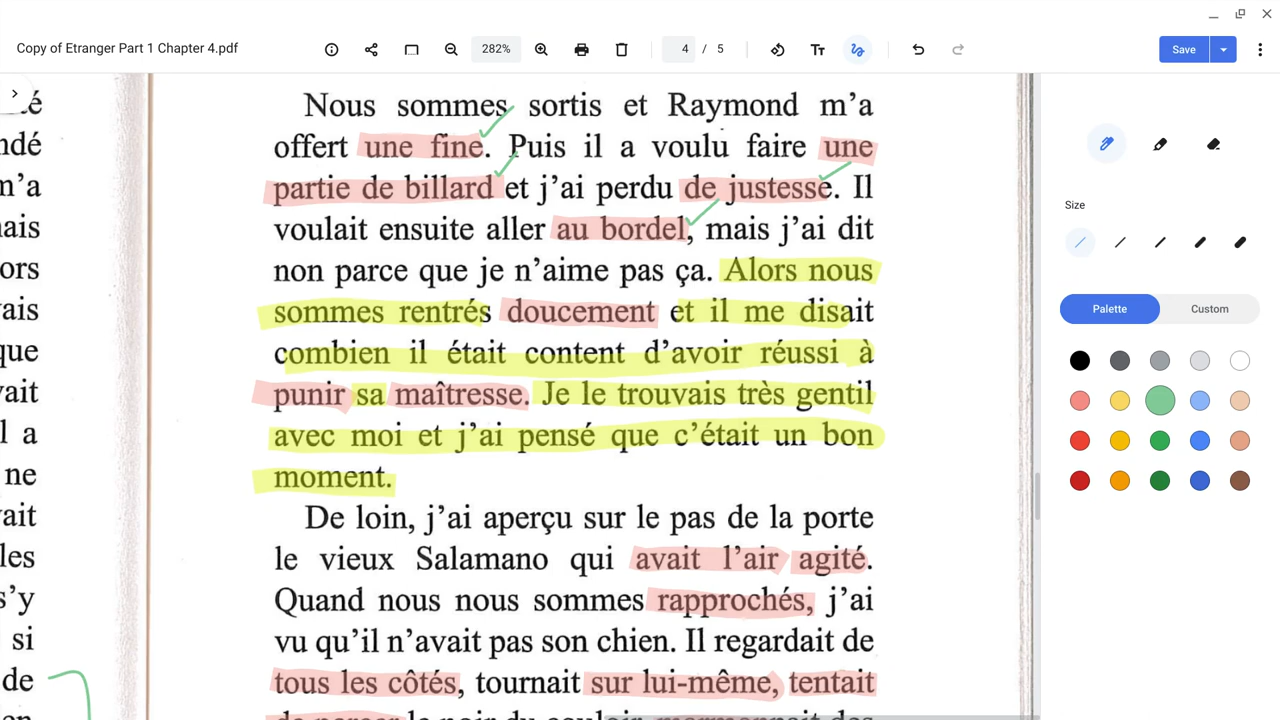 Copy of Etranger Part 1 Chapter 4.pdf
282%
4 / 5
Tт
Save
Nous sommes sortis et Raymond m'a
offert une fine. Puis il a voulu faire une
partie de billard et j'ai perdu de justesse. Il
voulait ensuite aller au bordel, mais j'ai dit
non parce que je n'aime pas ça. Alors nous
sommes rentrés doucement et il me disait
combien il était content d'avoir réussi à
punir sa maîtresse. Je le trouvais très gentil
avec moi et j'ai pensé que c'était un bon
moment.
De loin, j'ai aperçu sur le pas de la porte
le vieux Salamano qui avait l'air agité.
Quand nous nous sommes rapprochés, j'ai
vu qu'il n'avait pas son chien. Il regardait de
tous les côtés, tournait sur lui-même, tentait
Size
Palette
Custom
m'a
que
l a
ne
les
s'y
si
de